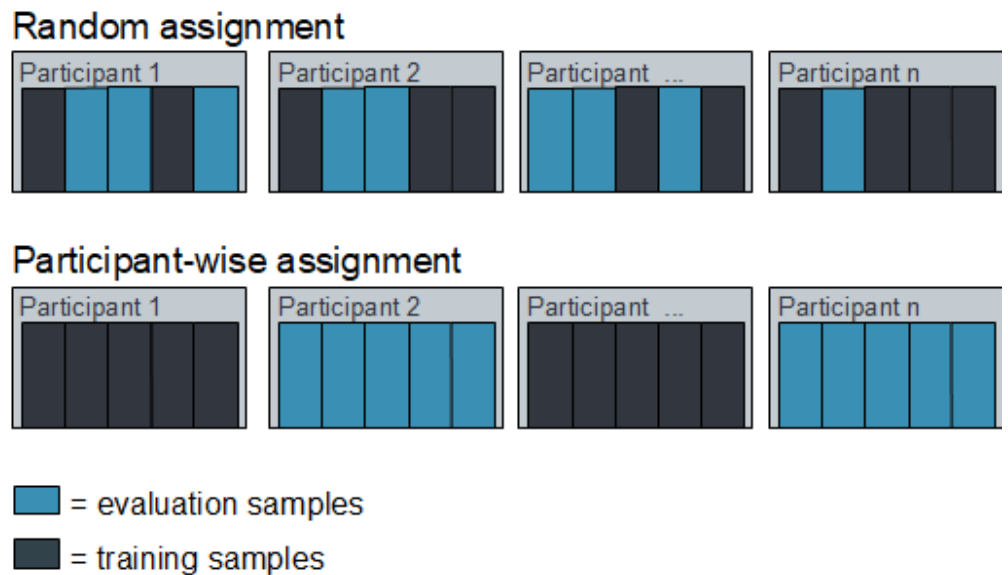 Random assignment
Participant 1
Participant 2
Participant ...
Participant n
Participant-wise assignment
Participant 1
Participant 2
Participant ...
Participant n
= evaluation samples
= training samples